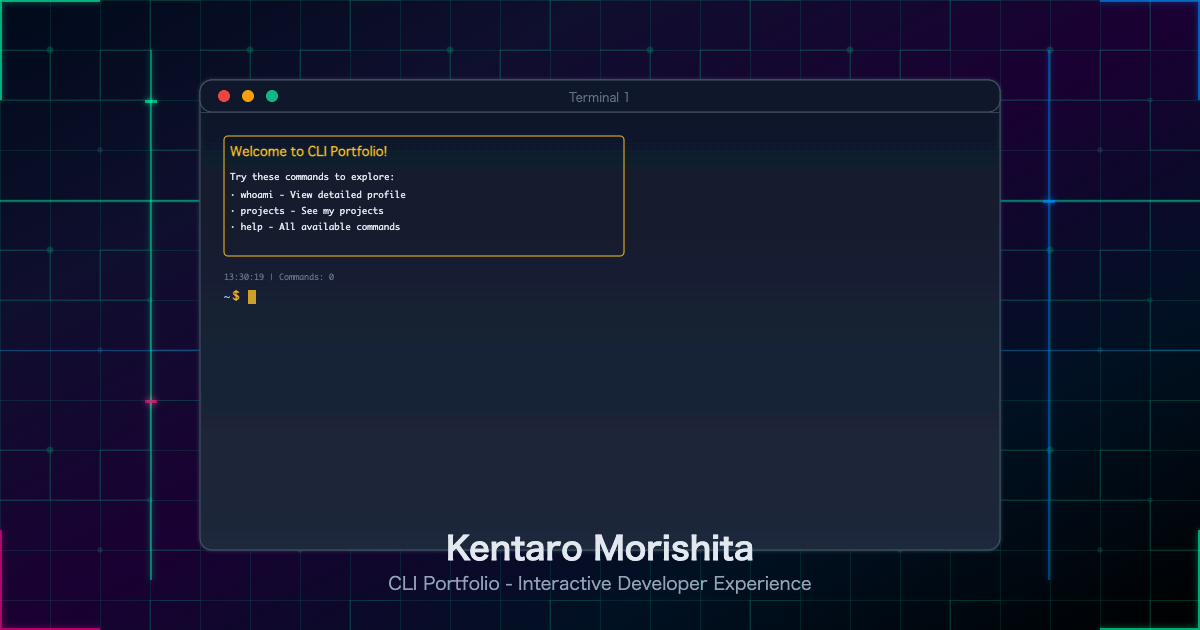 Terminal 1
Welcome to CLI Portfolio!
Try these commands to explore:
· whoami - View detailed profile
· projects - See my projects
· help - All available commands
13:30:19 | Commands: 0
~$
Kentaro Morishita
CLI Portfolio - Interactive Developer Experience